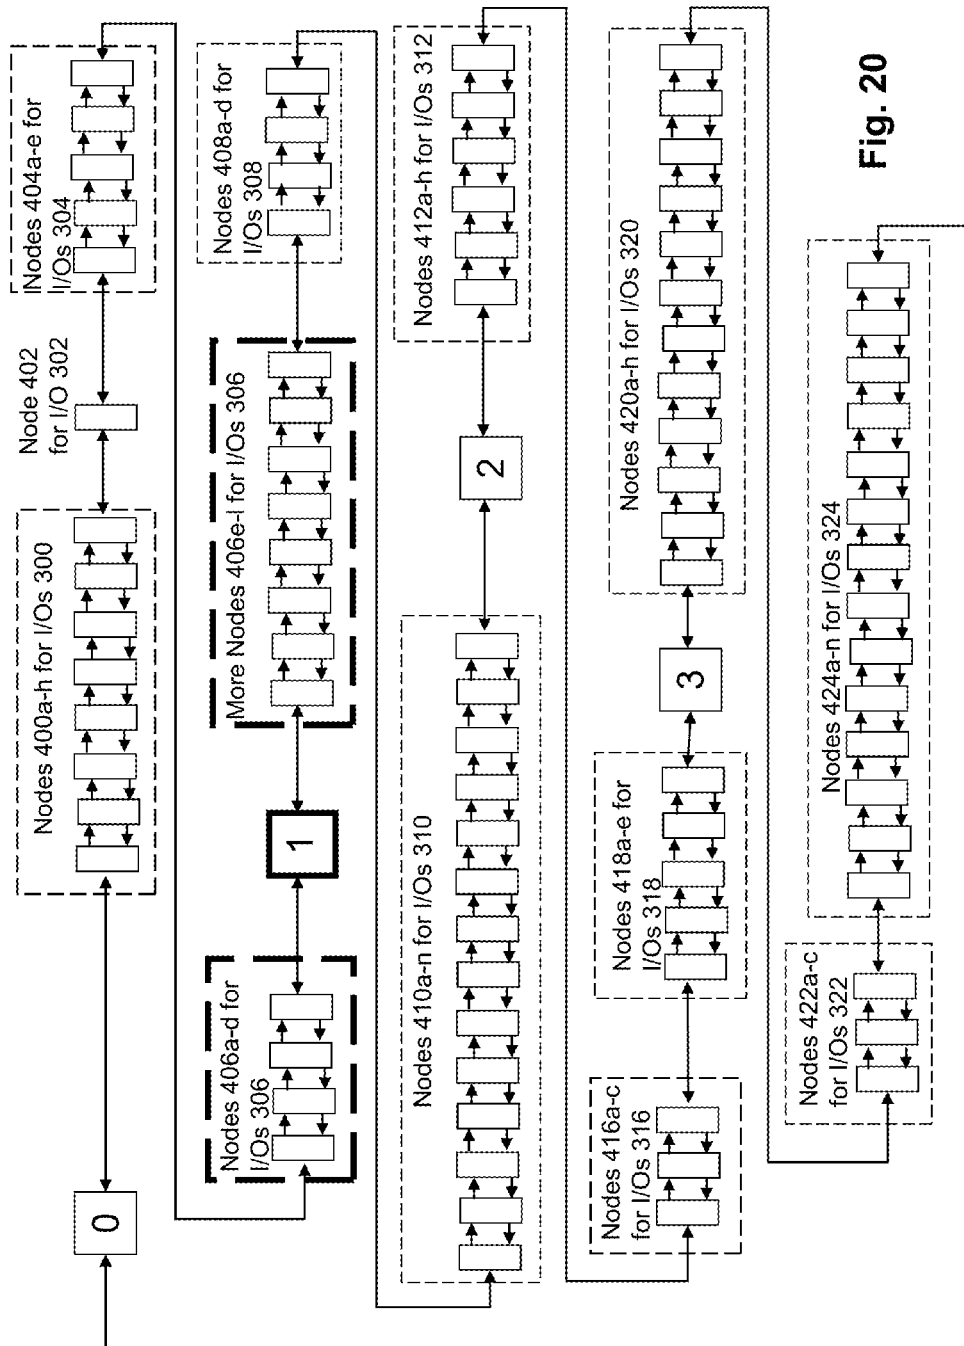 0
Nodes 400a-h for I/Os 300
Node 402
for I/O 302
Nodes 404a-e for
I/Os 304
Nodes 406a-d for
I/Os 306
1
More Nodes 406e-l for I/Os 306
Nodes 408a-d for
I/Os 308
Nodes 410a-n for I/Os 310
2
Nodes 412a-h for I/Os 312
Nodes 416a-c
for I/Os 316
Nodes 418a-e for
I/Os 318
3
Nodes 420a-h for I/Os 320
Nodes 422a-c
for I/Os 322
Nodes 424a-n for I/Os 324
Fig. 20